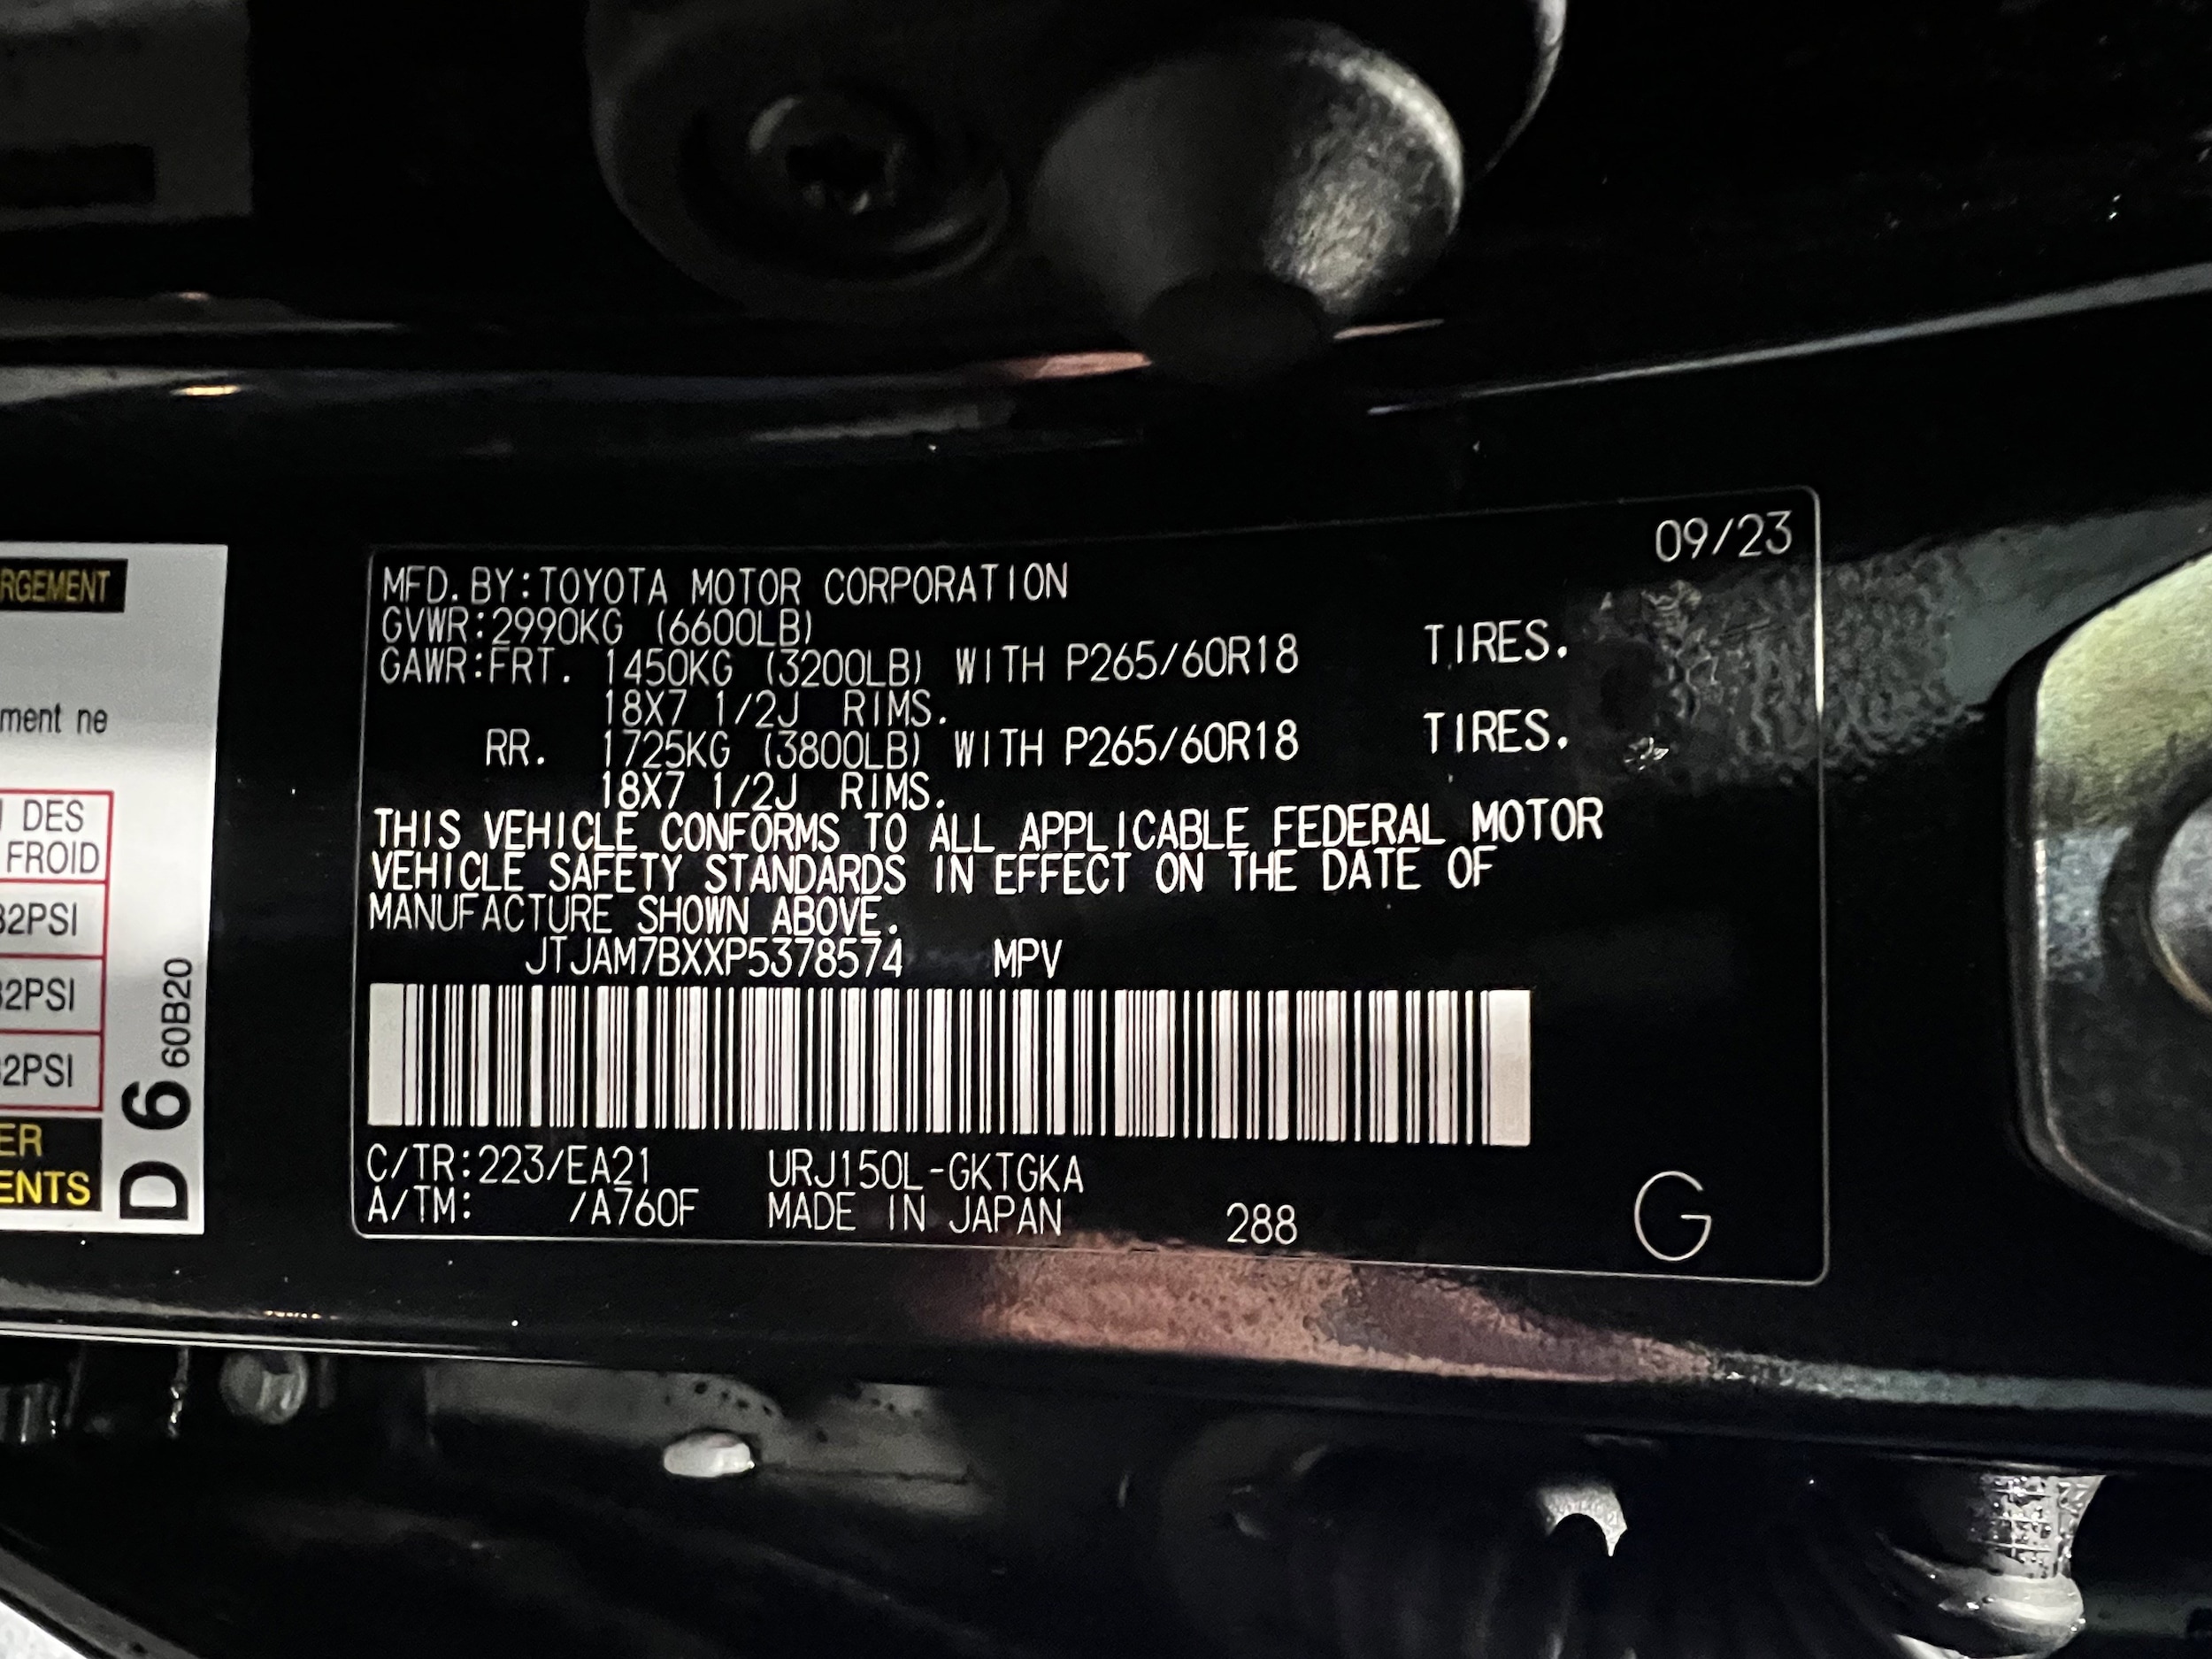 09/23
MFD.BY:TOYOTA MOTOR CORPORATION
GVWR:2990KG (6600LB)
GAWR:FRT. 1450KG (3200LB) WITH P265/60R18 TIRES.
18X7 1/2J RIMS.
RR. 1725KG (3800LB) WITH P265/60R18 TIRES.
18X7 1/2J RIMS.
THIS VEHICLE CONFORMS TO ALL APPLICABLE FEDERAL MOTOR
VEHICLE SAFETY STANDARDS IN EFFECT ON THE DATE OF
MANUFACTURE SHOWN ABOVE.
JTJAM7BXXP5378574 MPV
C/TR:223/EA21 URJ150L-GKTGKA
A/TM: /A760F MADE IN JAPAN 288
G
RGEMENT
ment ne
DES
FROID
32PSI
32PSI
2PSI
ER
ENTS
D 6 60B20